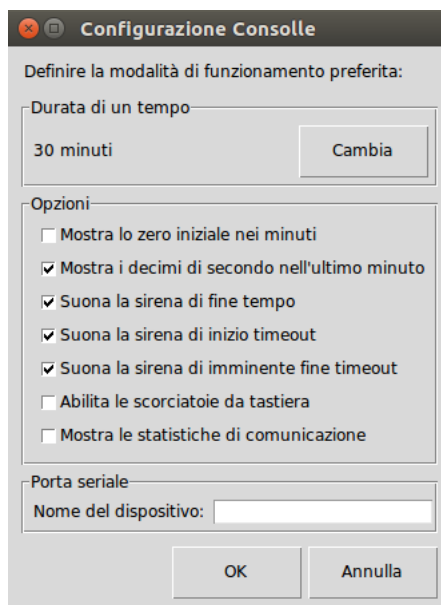 Configurazione Consolle
Definire la modalità di funzionamento preferita:
Durata di un tempo
30 minuti
Cambia
Opzioni
Mostra lo zero iniziale nei minuti
Mostra i decimi di secondo nell'ultimo minuto
Suona la sirena di fine tempo
Suona la sirena di inizio timeout
Suona la sirena di imminente fine timeout
Abilita le scorciatoie da tastiera
Mostra le statistiche di comunicazione
Porta seriale
Nome del dispositivo:
OK
Annulla